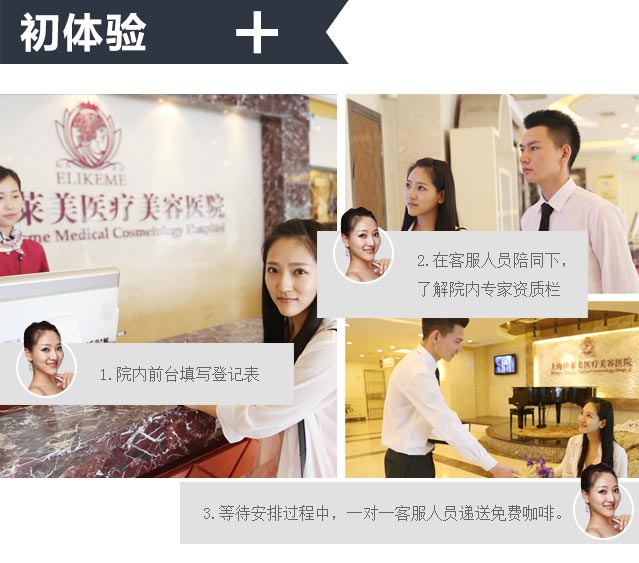 初体验
ELIKEME
莱美医疗美容医院
me Medical Cosmetology Hospital
1.院内前台填写登记表
2.在客服人员陪同下，
了解院内专家资质栏
上海伊莱美医疗美容医院
3.等待安排过程中，一对一客服人员递送免费咖啡。